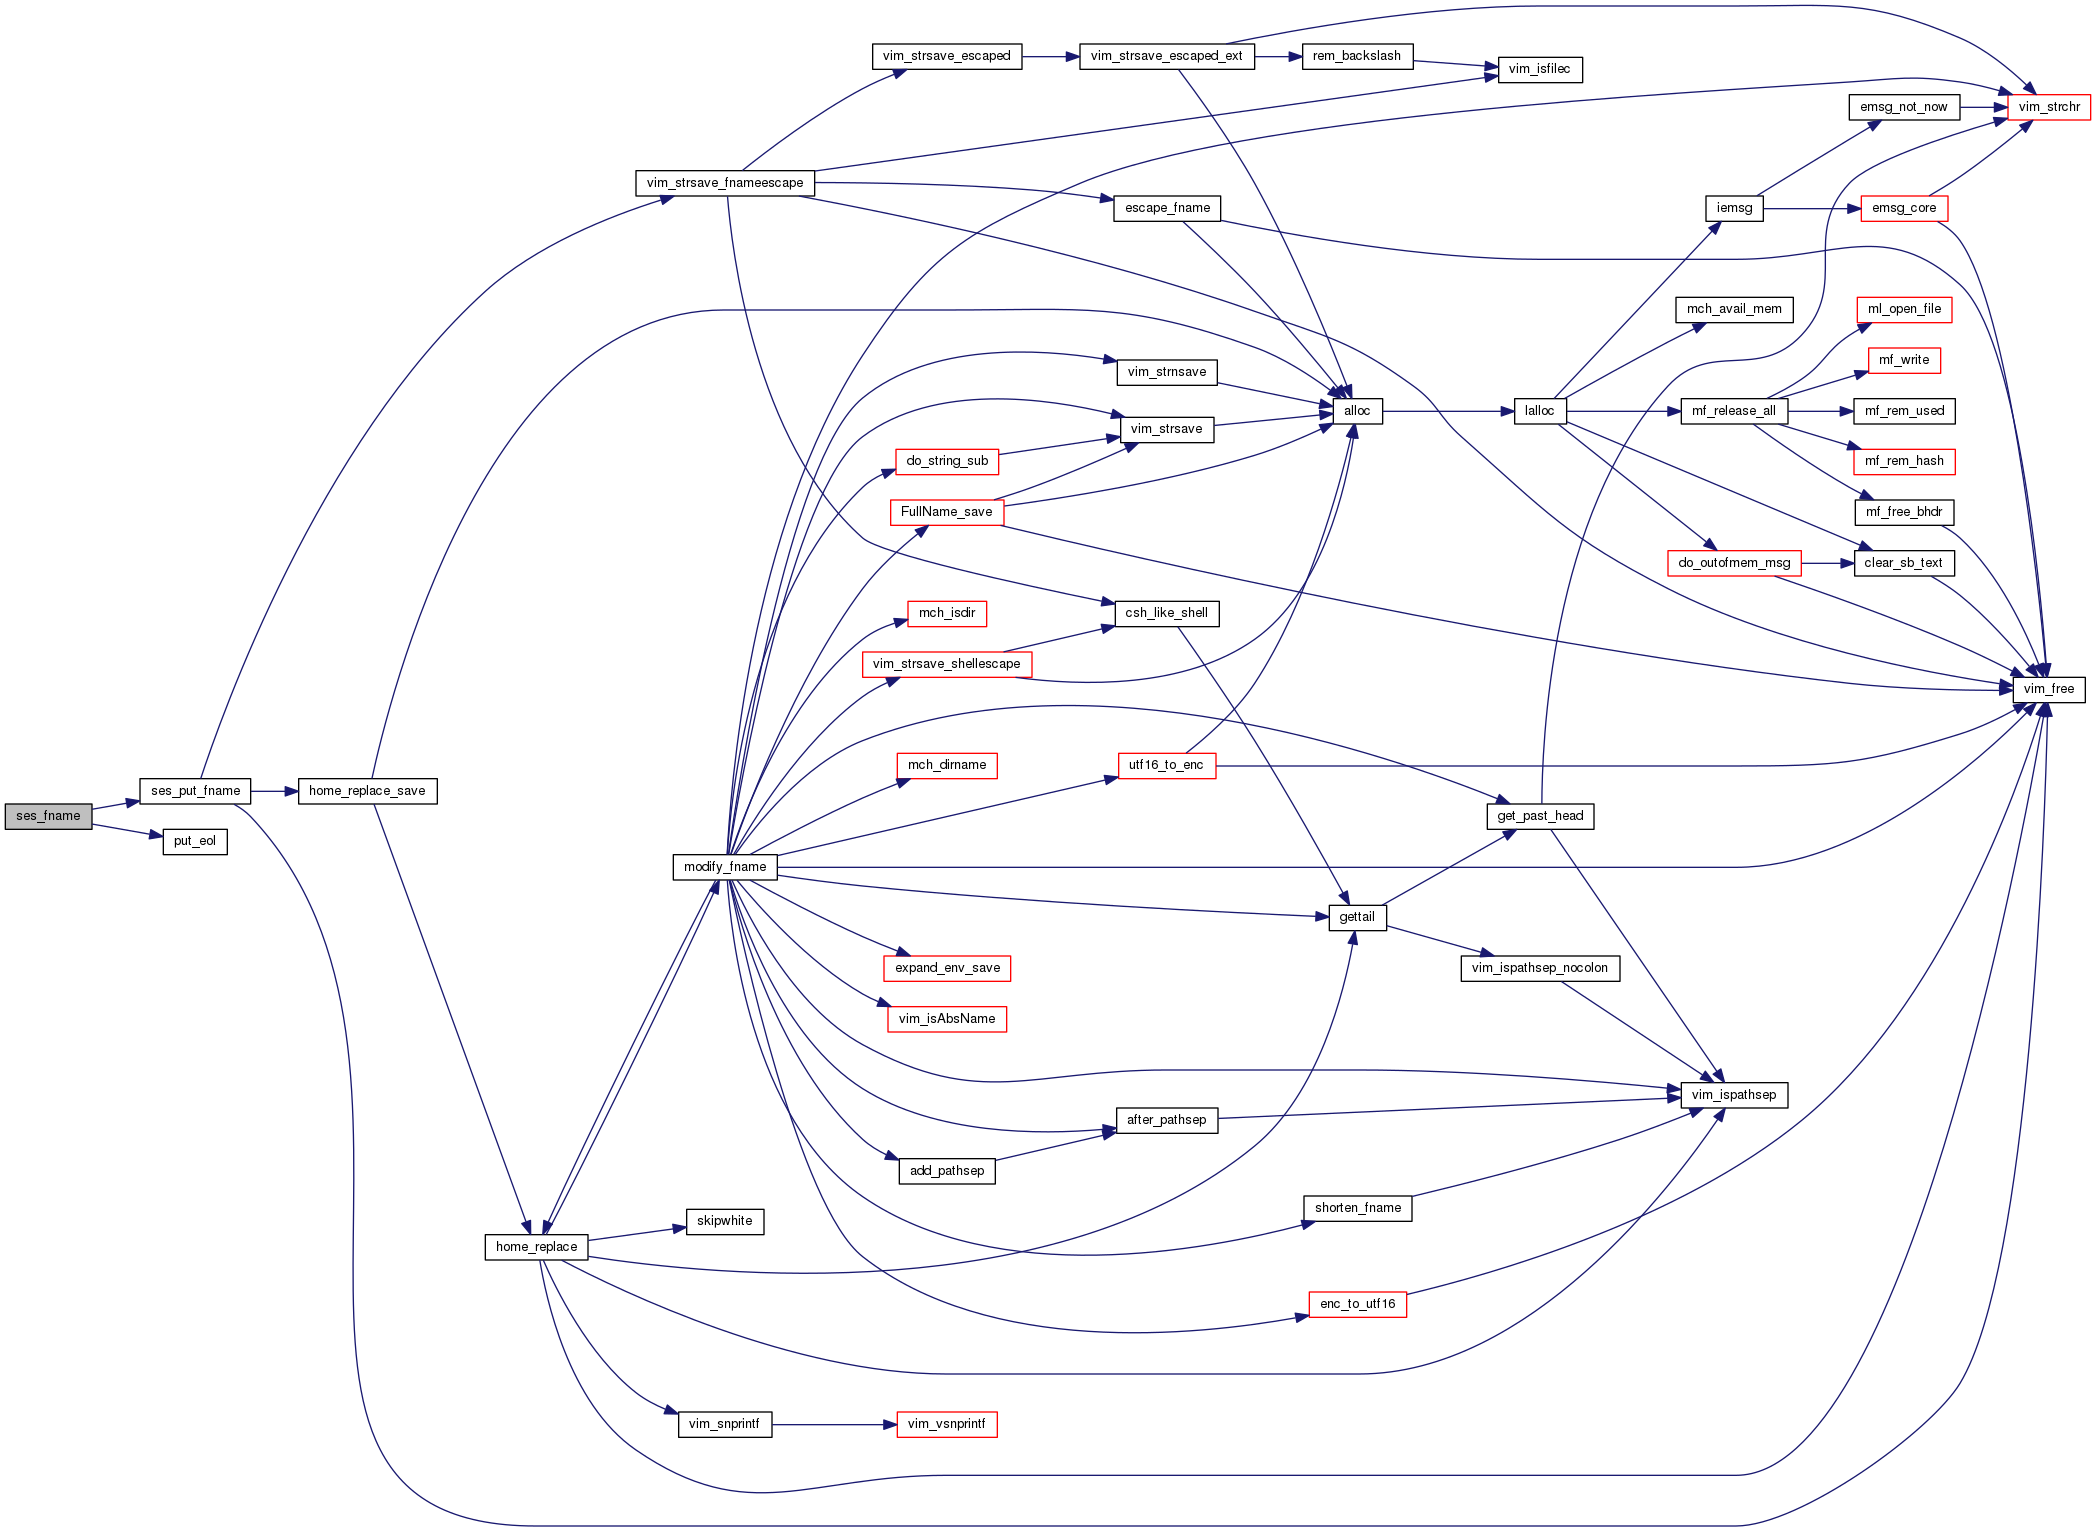 vim_strsave_escaped
vim_strsave_escaped_ext
rem_backslash
vim_isfilec
emsg_not_now
vim_strchr
vim_strsave_fnameescape
escape_fname
iemsg
emsg_core
mch_avail_mem
ml_open_file
mf_write
vim_strnsave
alloc
lalloc
mf_release_all
mf_rem_used
vim_strsave
do_string_sub
mf_rem_hash
FullName_save
mf_free_bhdr
do_outofmem_msg
clear_sb_text
mch_isdir
csh_like_shell
vim_strsave_shellescape
vim_free
mch_dirname
utf16_to_enc
ses_put_fname
home_replace_save
ses_fname
get_past_head
put_eol
modify_fname
gettail
expand_env_save
vim_ispathsep_nocolon
vim_isAbsName
vim_ispathsep
after_pathsep
add_pathsep
shorten_fname
skipwhite
home_replace
enc_to_utf16
vim_snprintf
vim_vsnprintf